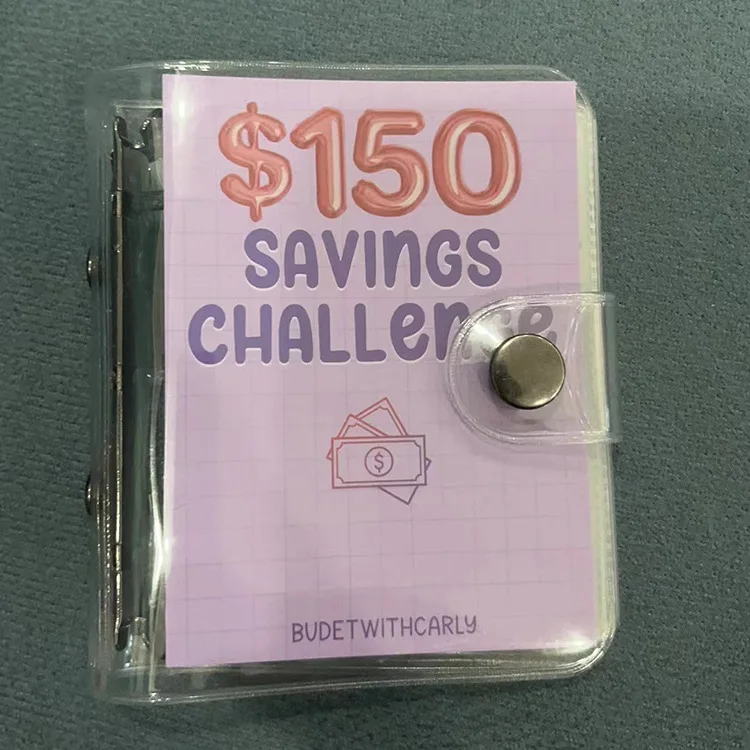 $150
SAVINGS
CHALLENGE
$
BUDETWITHCARLY